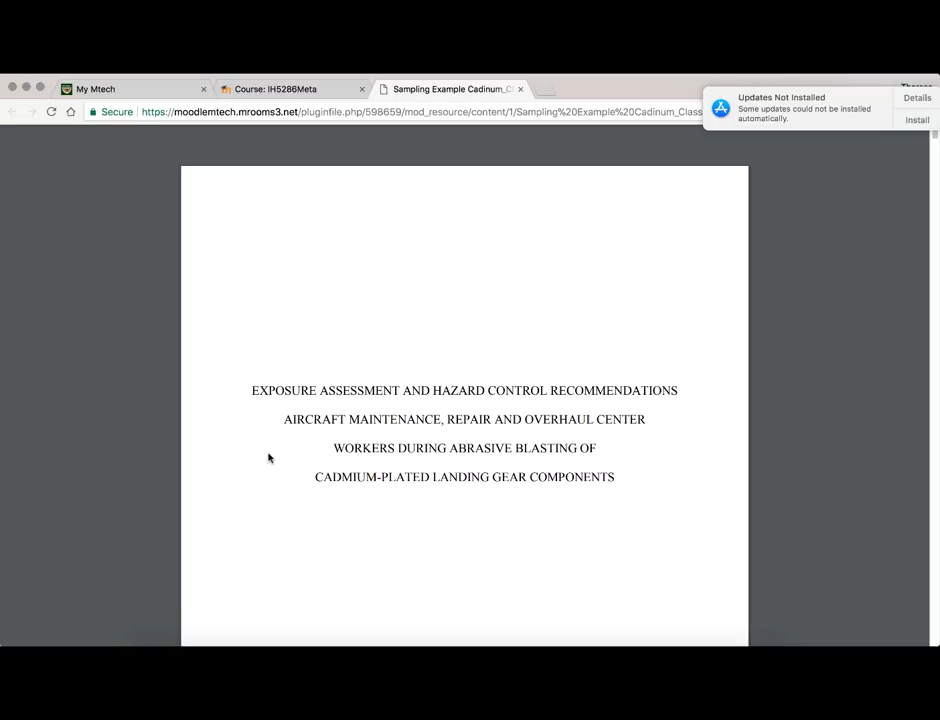 My Mtech
Course: IH5286Meta
Sampling Example Cadinum_C
Updates Not Installed
Some updates could not be installed
automatically.
Details
Install
Secure
https://moodlemtech.mrooms3.net/pluginfile.php/598659/mod_resource/content/1/Sampling%20Example%20Cadinum_Class
EXPOSURE ASSESSMENT AND HAZARD CONTROL RECOMMENDATIONS
AIRCRAFT MAINTENANCE, REPAIR AND OVERHAUL CENTER
WORKERS DURING ABRASIVE BLASTING OF
CADMIUM-PLATED LANDING GEAR COMPONENTS